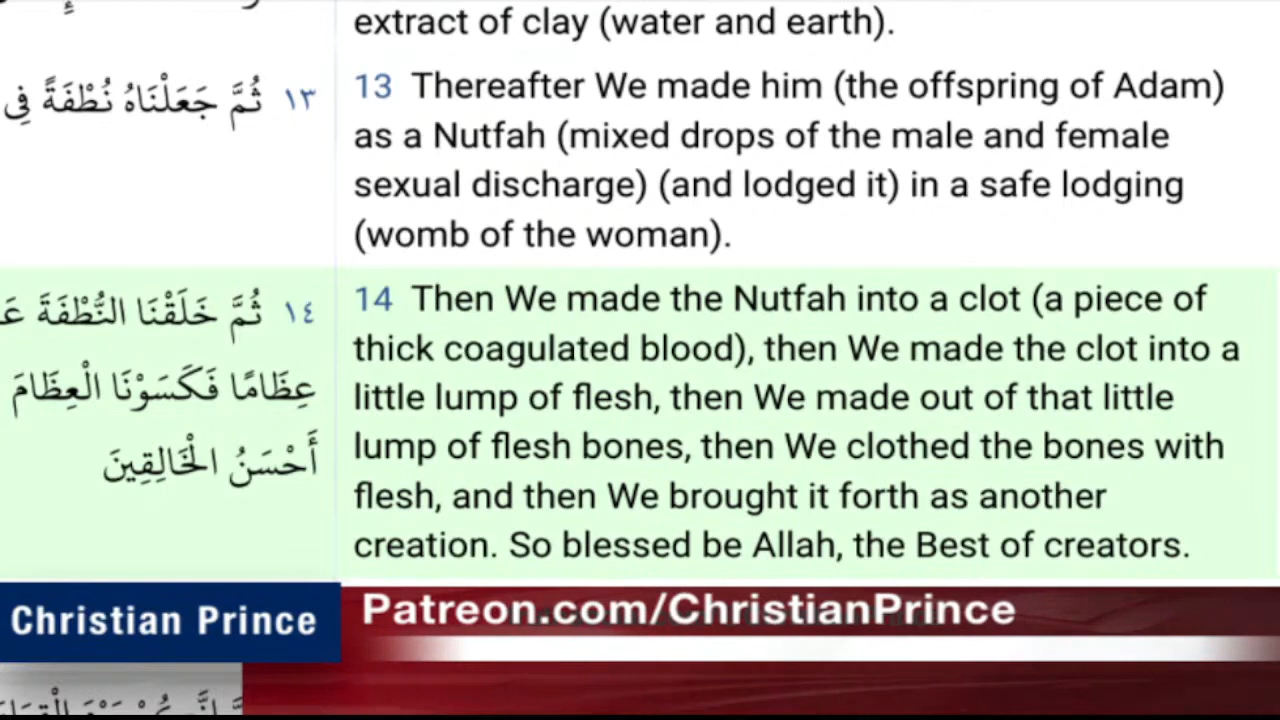 extract of clay (water and earth).
١٣ ثُمَّ جَعَلْنَاهُ نُطْفَةً فِي
13 Thereafter We made him (the offspring of Adam)
as a Nutfah (mixed drops of the male and female
sexual discharge) (and lodged it) in a safe lodging
(womb of the woman).
١٤ ثُمَّ خَلَقْنَا النُّطْفَةَ
عِظَامًا فَكَسَوْنَا الْعِظَامَ
أَحْسَنُ الْخَالِقِينَ
14 Then We made the Nutfah into a clot (a piece of
thick coagulated blood), then We made the clot into a
little lump of flesh, then We made out of that little
lump of flesh bones, then We clothed the bones with
flesh, and then We brought it forth as another
creation. So blessed be Allah, the Best of creators.
Christian Prince
Patreon.com/ChristianPrince